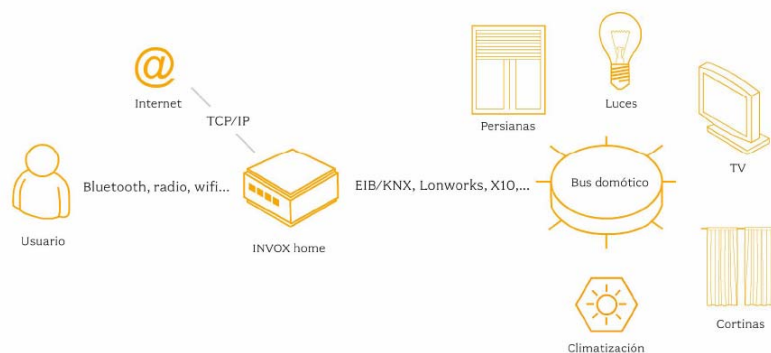 @
Internet
TCP/IP
Persianas
Luces
TV
Usuario
Bluetooth, radio, wifi...
INVOX home
EIB/KNX, Lonworks, X10,...
Bus domótico
Climatización
Cortinas